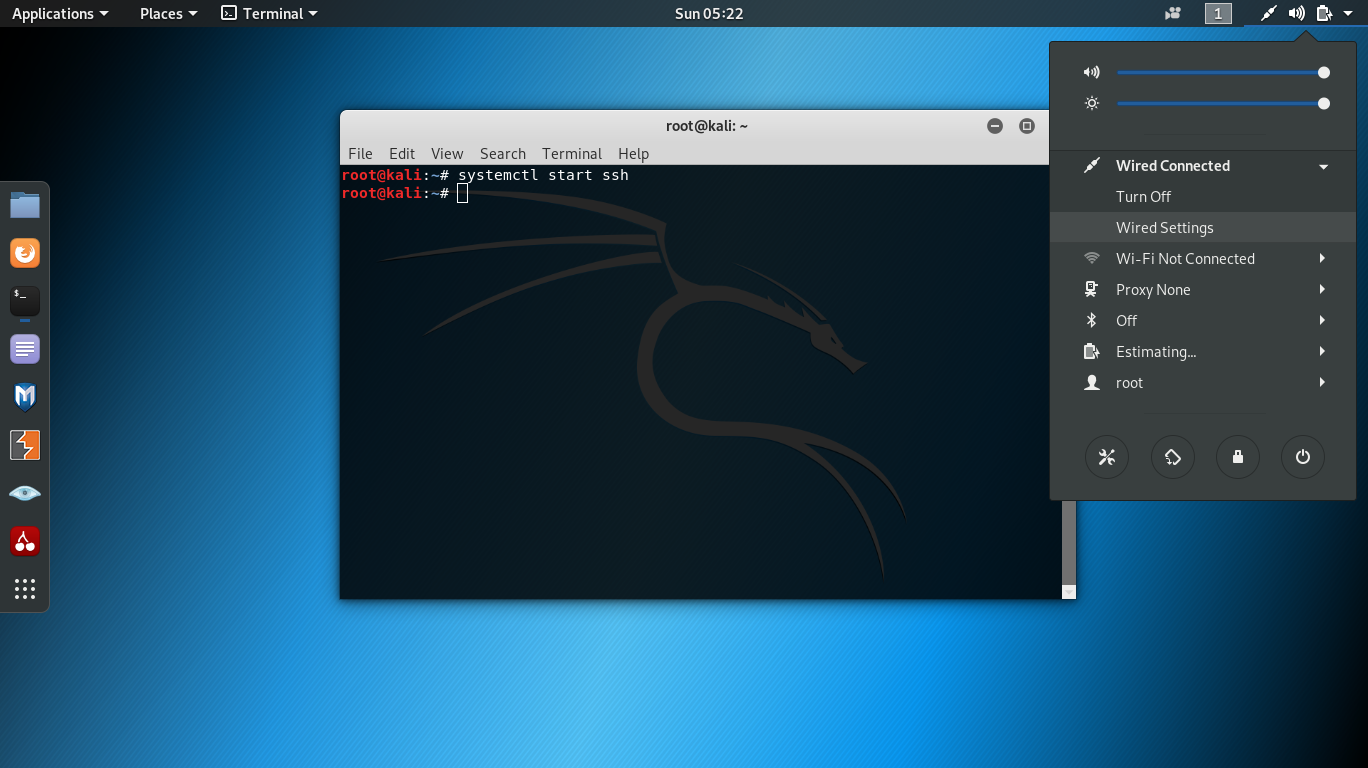 Applications Places Terminal Sun 05:22 1
root@kali: ~
File Edit View Search Terminal Help
root@kali:~# systemctl start ssh
root@kali:~#
$_
Wired Connected
Turn Off
Wired Settings
Wi-Fi Not Connected
Proxy None
Off
Estimating...
root